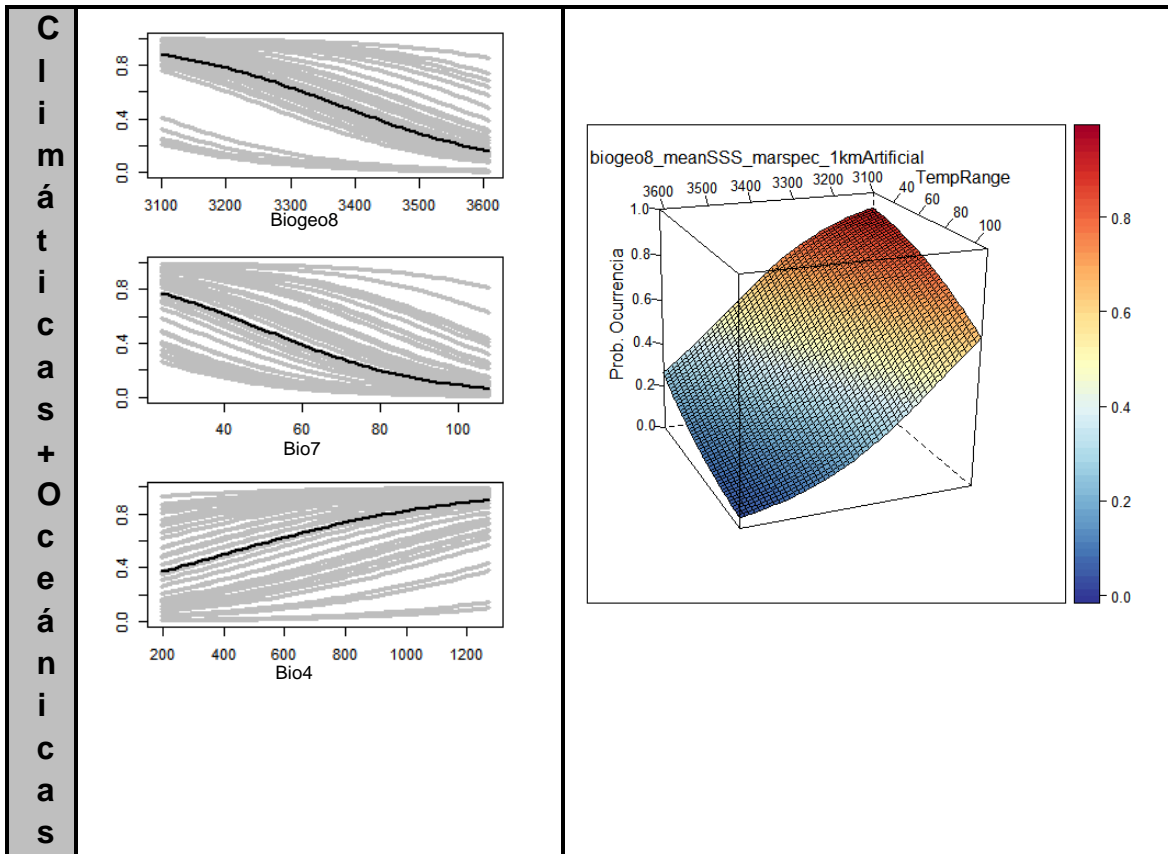 Climáticas+Oceánicas
0.8
0.4
0.0
3100 3200 3300 3400 3500 3600
Biogeo8
0.8
0.4
0.0
40 60 80 100
Bio7
0.8
0.4
0.0
200 400 600 800 1000 1200
Bio4
biogeo8_meanSSS_marspec_1kmArtificial
TempRange
3600 3500 3400 3300 3200 3100
40 60 80 100
1.0
0.8
0.6
0.4
0.2
0.0
Prob. Ocurrencia
0.8
0.6
0.4
0.2
0.0